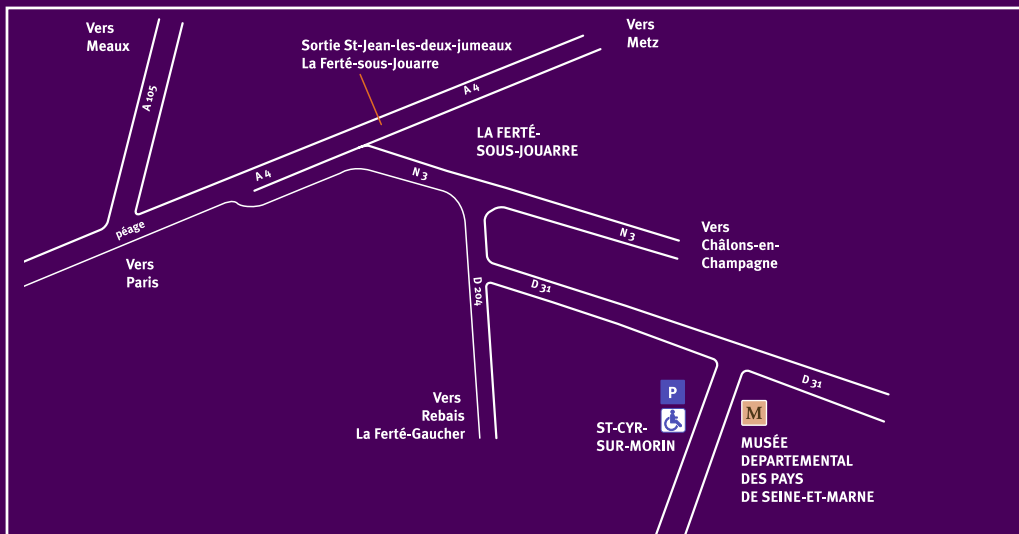 Vers
Meaux
Sortie St-Jean-les-deux-jumeaux
La Ferté-sous-Jouarre
Vers
Metz
A 105
A 4
LA FERTÉ-
SOUS-JOUARRE
A 4
N 3
péage
Vers
Paris
N 3
Vers
Châlons-en-
Champagne
D 204
D 31
D 31
Vers
Rebais
La Ferté-Gaucher
P
ST-CYR-
SUR-MORIN
M
MUSÉE
DEPARTEMENTAL
DES PAYS
DE SEINE-ET-MARNE